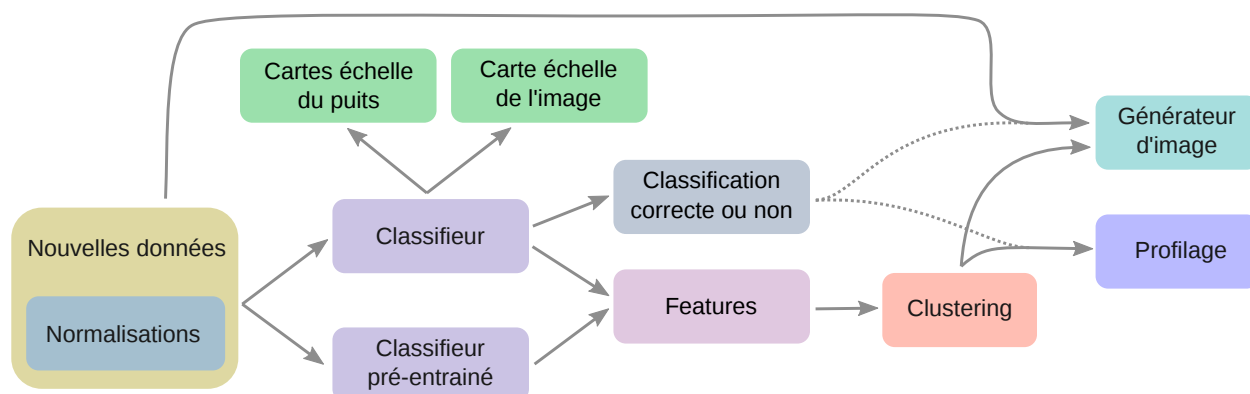 Cartes échelle
du puits
Carte échelle
de l'image
Générateur
d'image
Classification
correcte ou non
Nouvelles données
Classifieur
Profilage
Normalisations
Features
Clustering
Classifieur
pré-entrainé